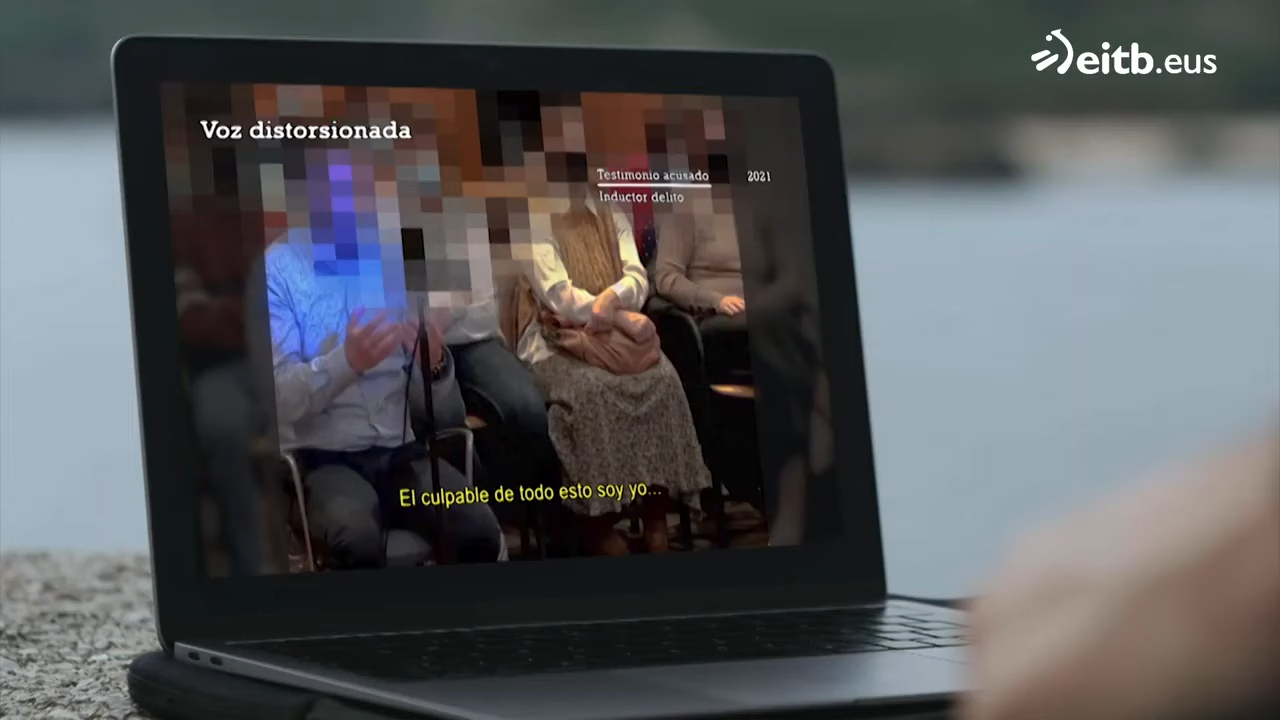 eitb.eus
Voz distorsionada
Testimonio acusado 2021
Inductor delito
El culpable de todo esto soy yo...